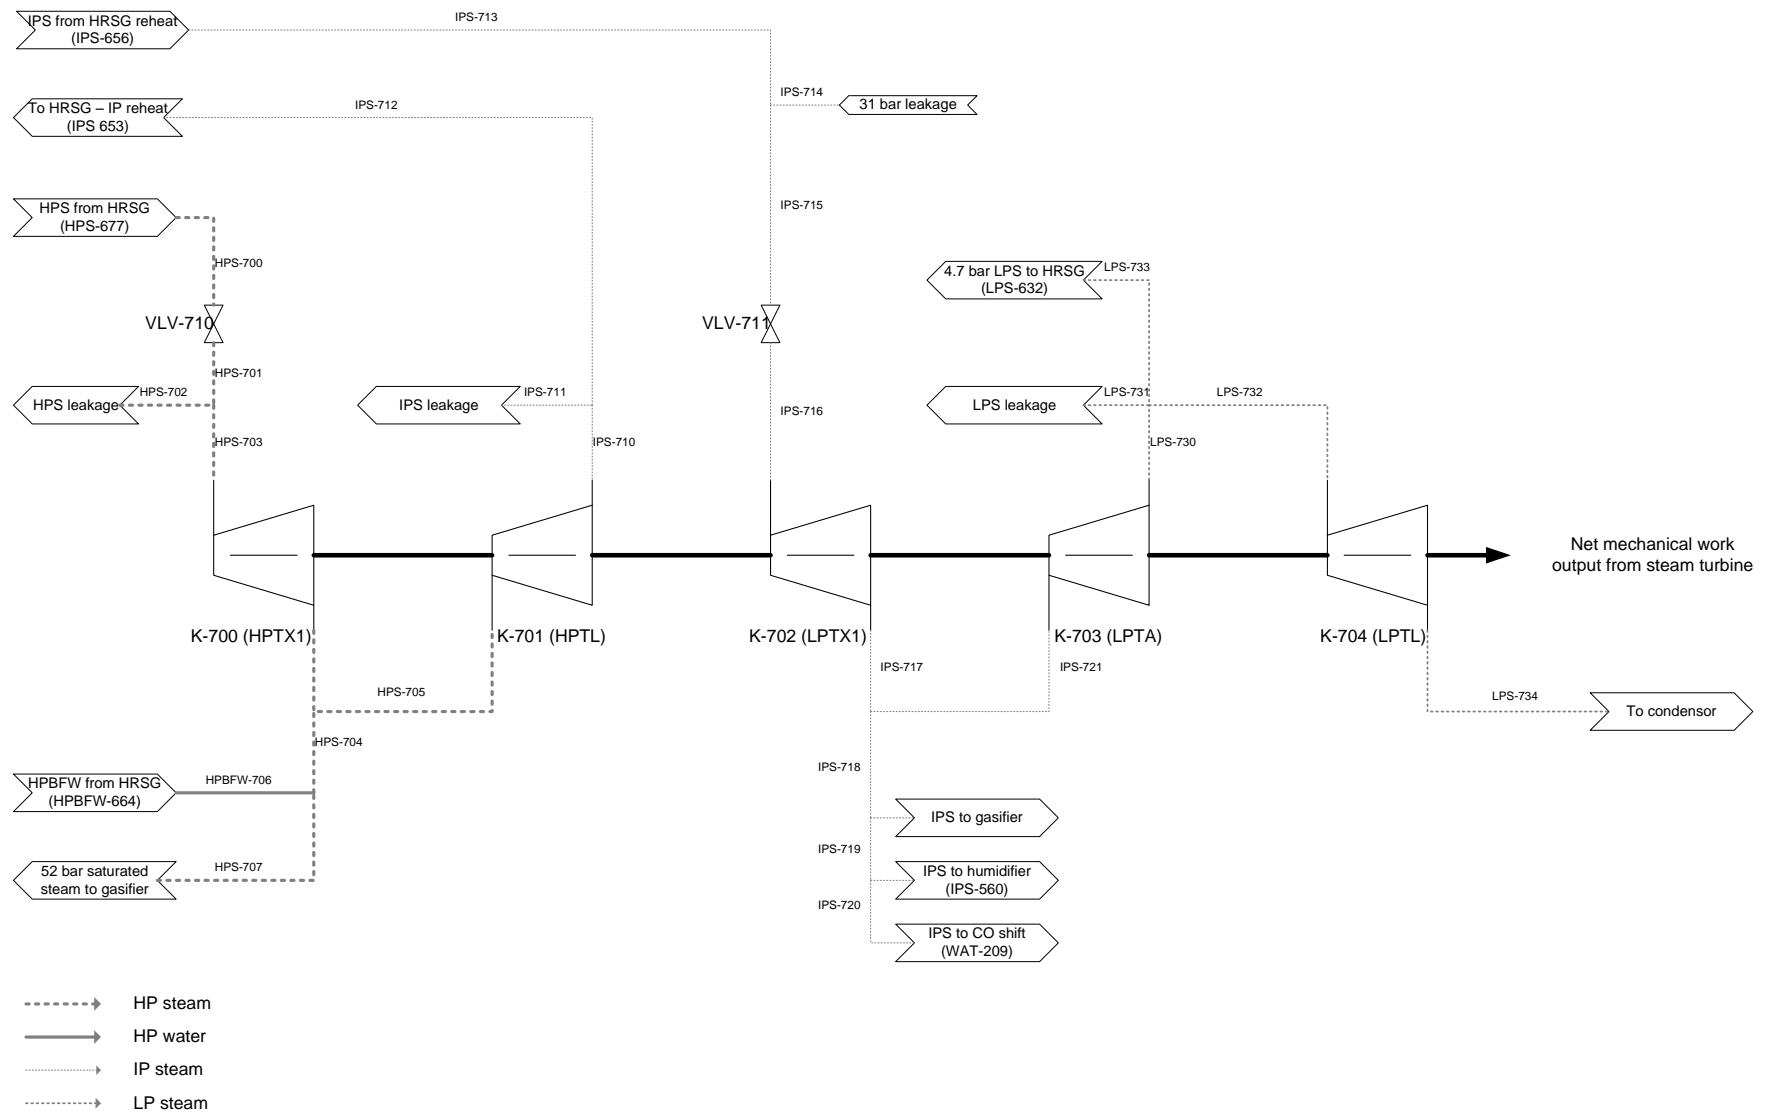 IPS from HRSG reheat
(IPS-656)
IPS-713
To HRSG – IP reheat
(IPS 653)
IPS-712
IPS-714
31 bar leakage
HPS from HRSG
(HPS-677)
IPS-715
HPS-700
4.7 bar LPS to HRSG
(LPS-632)
LPS-733
VLV-710
VLV-711
HPS-701
HPS leakage
HPS-702
IPS leakage
IPS-711
IPS-716
LPS leakage
LPS-731
LPS-732
HPS-703
IPS-710
LPS-730
Net mechanical work
output from steam turbine
K-700 (HPTX1)
K-701 (HPTL)
K-702 (LPTX1)
K-703 (LPTA)
K-704 (LPTL)
IPS-717
IPS-721
HPS-705
LPS-734
To condensor
HPS-704
IPS-718
HPBFW from HRSG
(HPBFW-664)
HPBFW-706
IPS to gasifier
IPS-719
52 bar saturated
steam to gasifier
HPS-707
IPS to humidifier
(IPS-560)
IPS-720
IPS to CO shift
(WAT-209)
HP steam
HP water
IP steam
LP steam